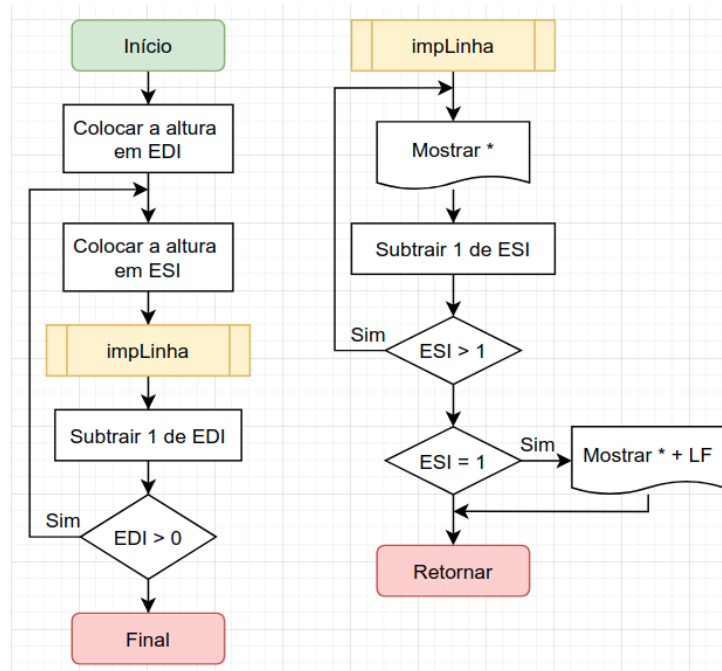 Início
Colocar a altura
em EDI
Colocar a altura
em ESI
impLinha
Subtrair 1 de EDI
Sim
EDI > 0
Final
impLinha
Mostrar *
Subtrair 1 de ESI
Sim
ESI > 1
ESI = 1
Sim
Mostrar * + LF
Retornar